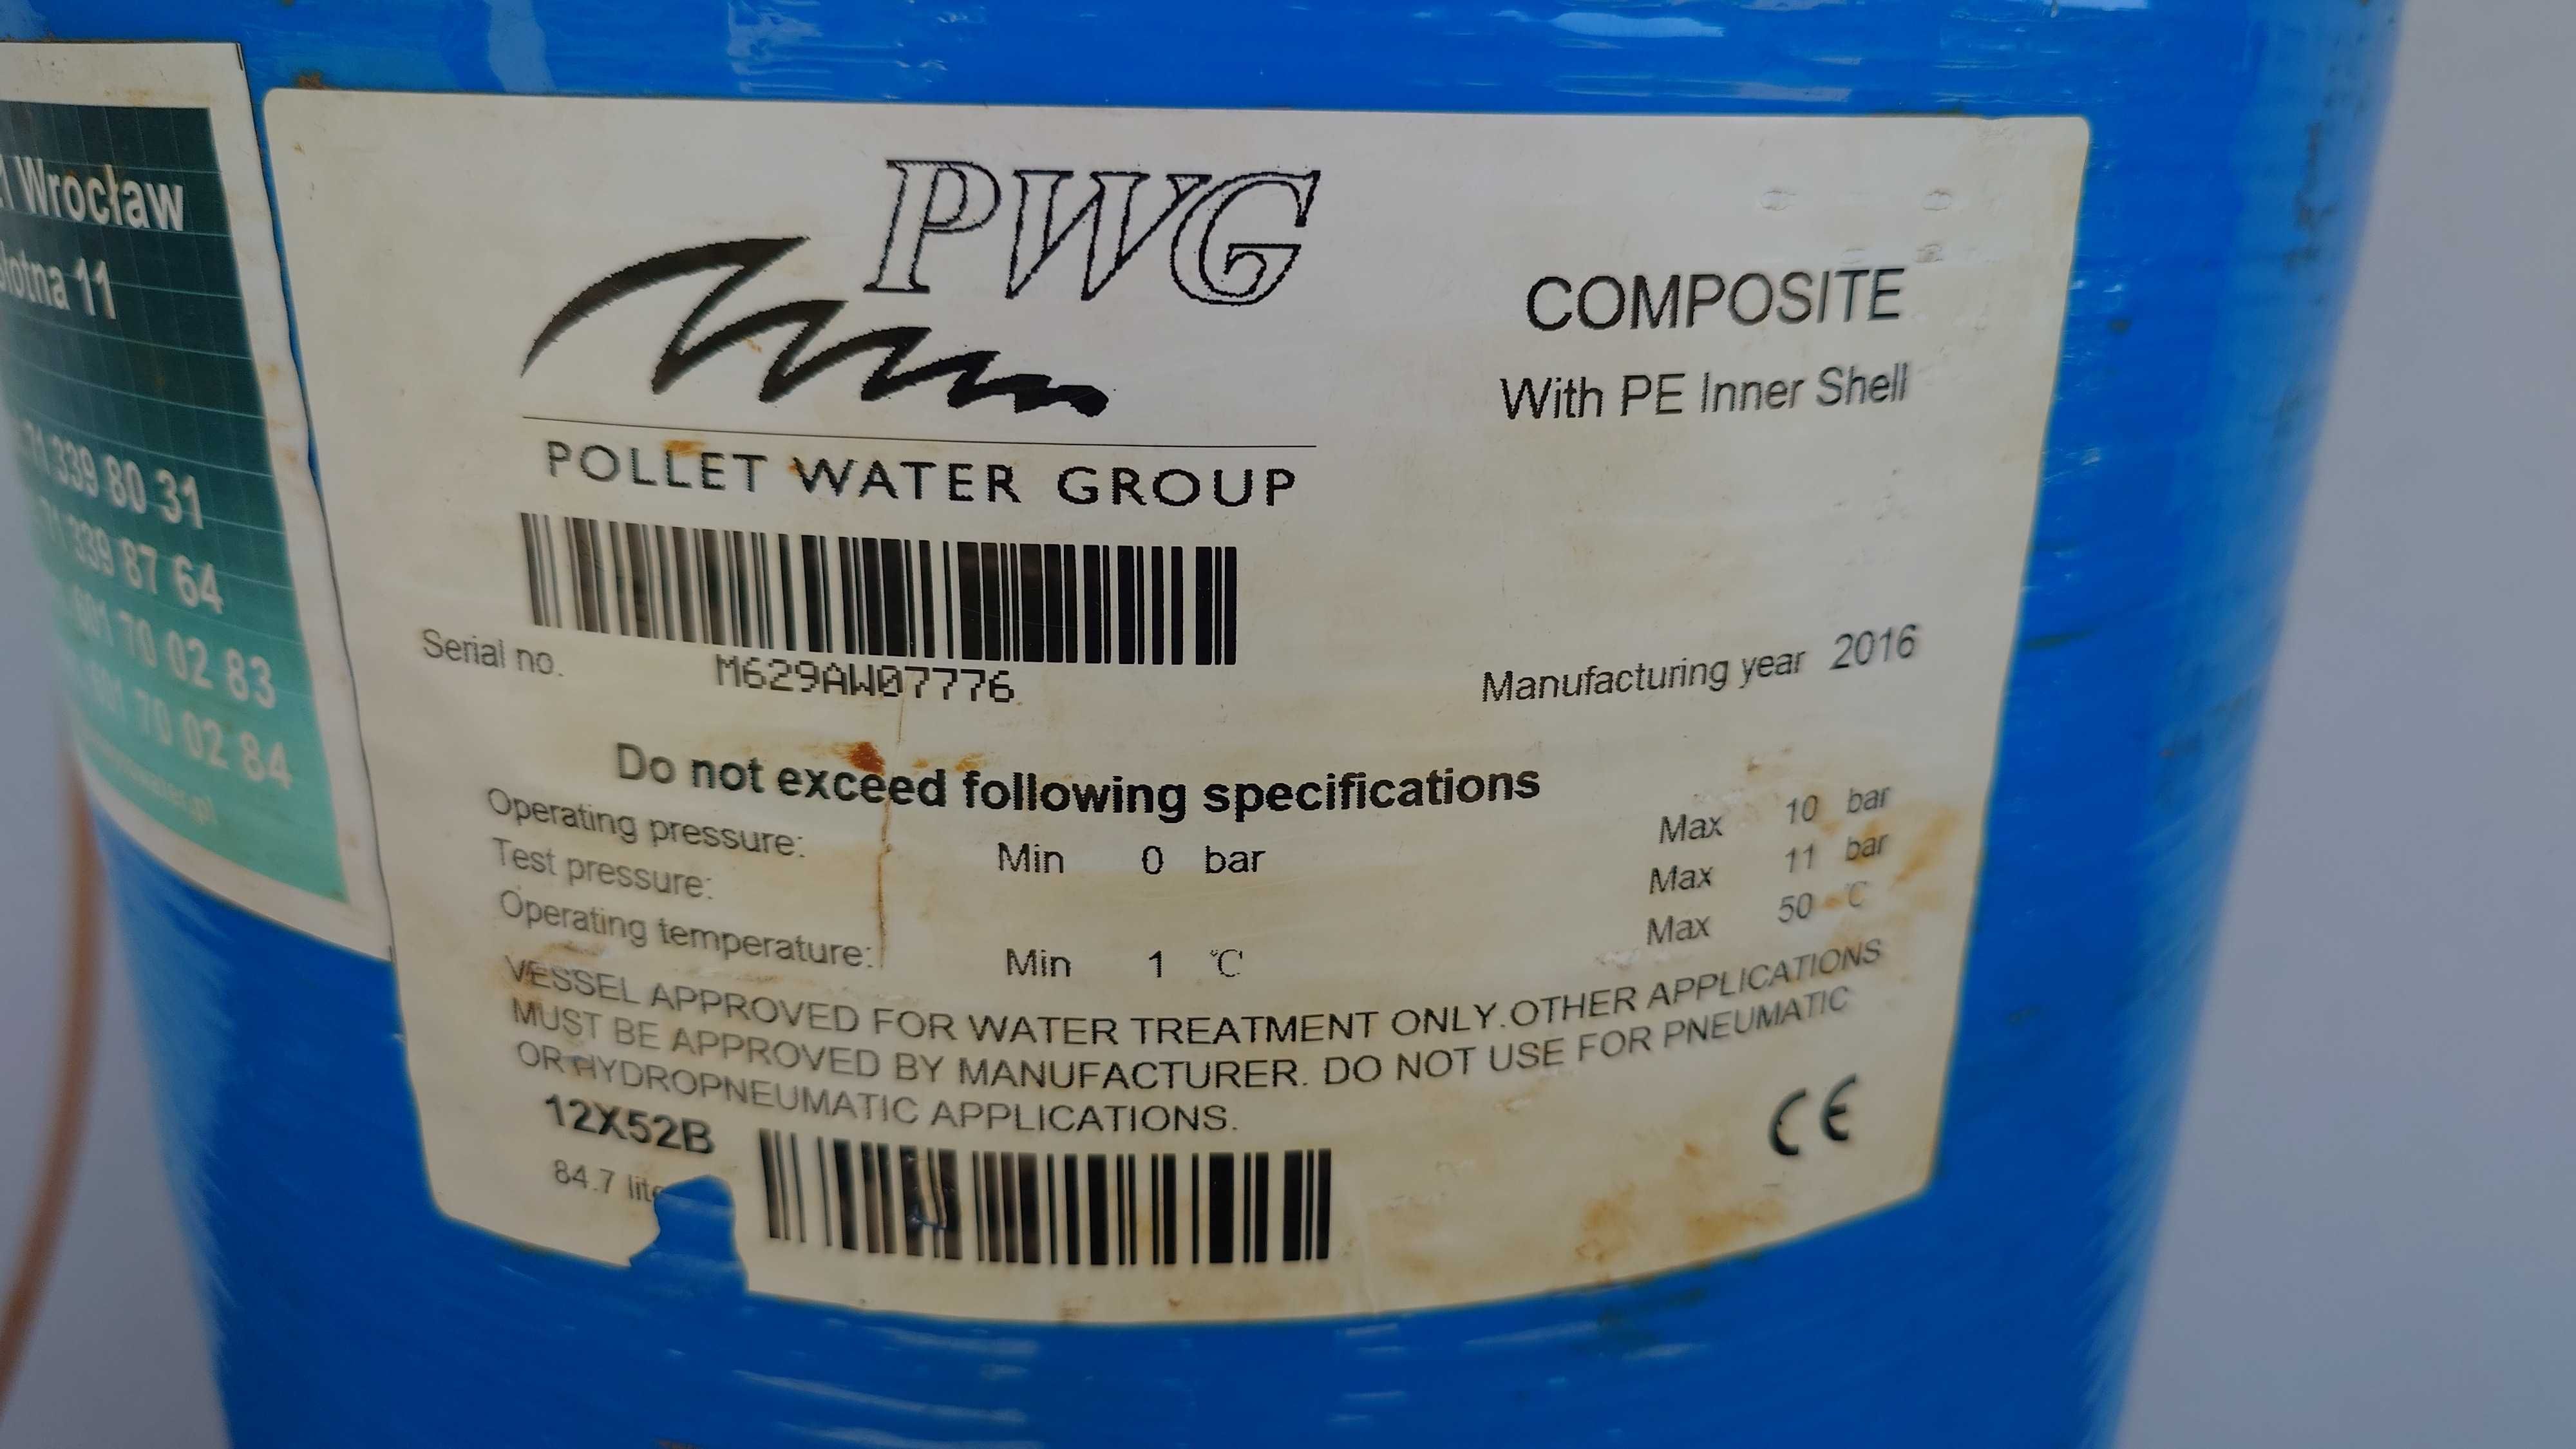 Wrocław
11
71 339 80 31
71 339 87 64
601 70 02 83
601 70 02 84
PWG
POLLET WATER GROUP
COMPOSITE
With PE Inner Shell
Serial no. M629AW07776
Manufacturing year 2016
Do not exceed following specifications
Operating pressure: Min 0 bar Max 10 bar
Test pressure: Max 11 bar
Operating temperature: Min 1 °C Max 50 °C
VESSEL APPROVED FOR WATER TREATMENT ONLY.OTHER APPLICATIONS
MUST BE APPROVED BY MANUFACTURER. DO NOT USE FOR PNEUMATIC
OR HYDROPNEUMATIC APPLICATIONS.
12X52B
84.7
CE